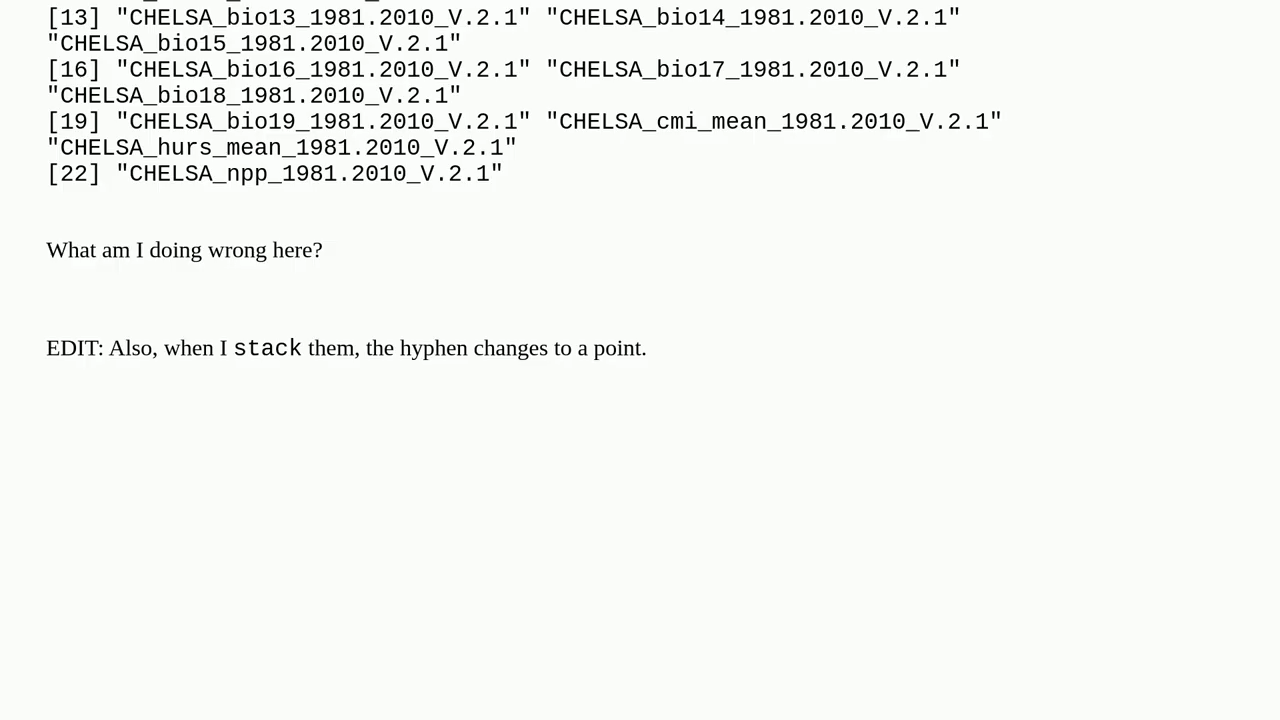 [13] "CHELSA_bio13_1981.2010_V.2.1" "CHELSA_bio14_1981.2010_V.2.1"
"CHELSA_bio15_1981.2010_V.2.1"
[16] "CHELSA_bio16_1981.2010_V.2.1" "CHELSA_bio17_1981.2010_V.2.1"
"CHELSA_bio18_1981.2010_V.2.1"
[19] "CHELSA_bio19_1981.2010_V.2.1" "CHELSA_cmi_mean_1981.2010_V.2.1"
"CHELSA_hurs_mean_1981.2010_V.2.1"
[22] "CHELSA_npp_1981.2010_V.2.1"
What am I doing wrong here?
EDIT: Also, when I stack them, the hyphen changes to a point.